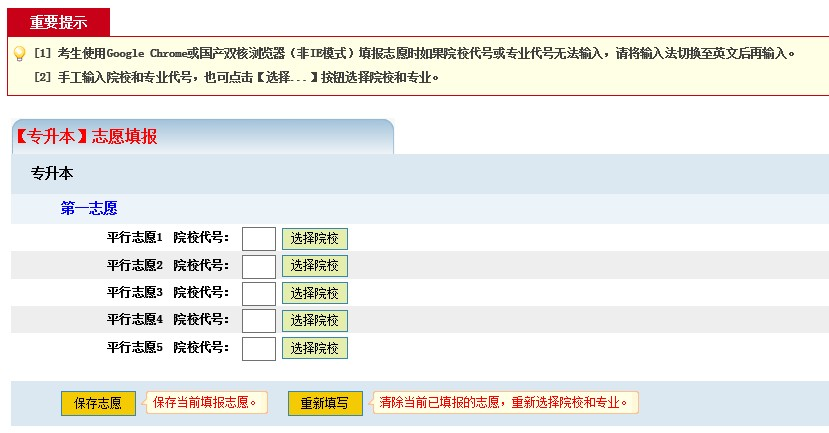 重要提示
[1] 考生使用Google Chrome或国产双核浏览器（非IE模式）填报志愿时如果院校代号或专业代号无法输入，请将输入法切换至英文后再输入。
[2] 手工输入院校和专业代号，也可点击【选择...】按钮选择院校和专业。
【专升本】志愿填报
专升本
第一志愿
平行志愿1 院校代号： 选择院校
平行志愿2 院校代号： 选择院校
平行志愿3 院校代号： 选择院校
平行志愿4 院校代号： 选择院校
平行志愿5 院校代号： 选择院校
保存志愿 保存当前填报志愿。 重新填写 清除当前已填报的志愿，重新选择院校和专业。